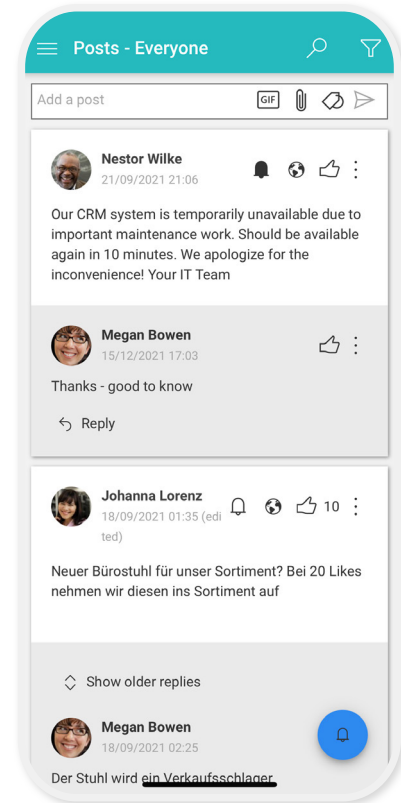 Posts - Everyone
Add a post
GIF
Nestor Wilke
21/09/2021 21:06
Our CRM system is temporarily unavailable due to
important maintenance work. Should be available
again in 10 minutes. We apologize for the
inconvenience! Your IT Team
Megan Bowen
15/12/2021 17:03
Thanks - good to know
Reply
Johanna Lorenz
18/09/2021 01:35 (edi
ted)
10
Neuer Bürostuhl für unser Sortiment? Bei 20 Likes
nehmen wir diesen ins Sortiment auf
Show older replies
Megan Bowen
18/09/2021 02:25
Der Stuhl wird ein Verkaufsschlager